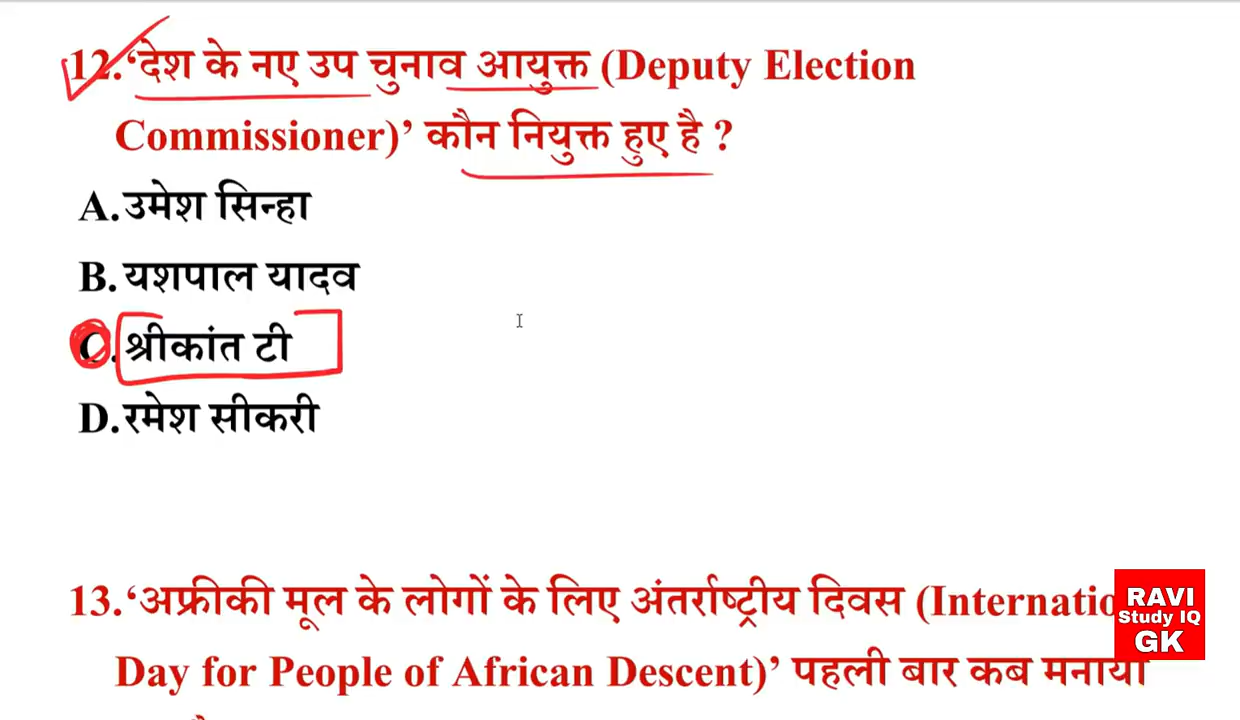 12.‘देश के नए उप चुनाव आयुक्त (Deputy Election
Commissioner)’ कौन नियुक्त हुए है ?
A.उमेश सिन्हा
B.यशपाल यादव
C.श्रीकांत टी
D.रमेश सीकरी
13.‘अफ्रीकी मूल के लोगों के लिए अंतर्राष्ट्रीय दिवस (Internatio
Day for People of African Descent)’ पहली बार कब मनाया
RAVI
Study IQ
GK